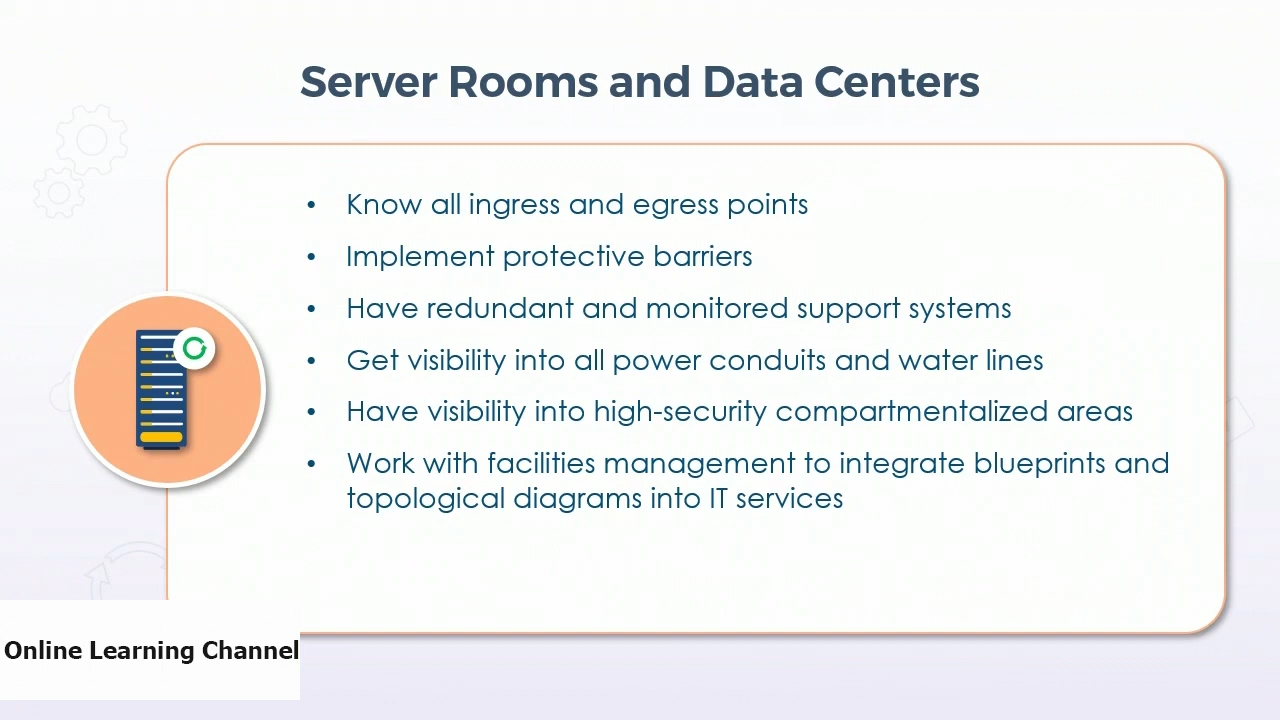 Server Rooms and Data Centers
• Know all ingress and egress points
• Implement protective barriers
• Have redundant and monitored support systems
• Get visibility into all power conduits and water lines
• Have visibility into high-security compartmentalized areas
• Work with facilities management to integrate blueprints and
topological diagrams into IT services
Online Learning Channel